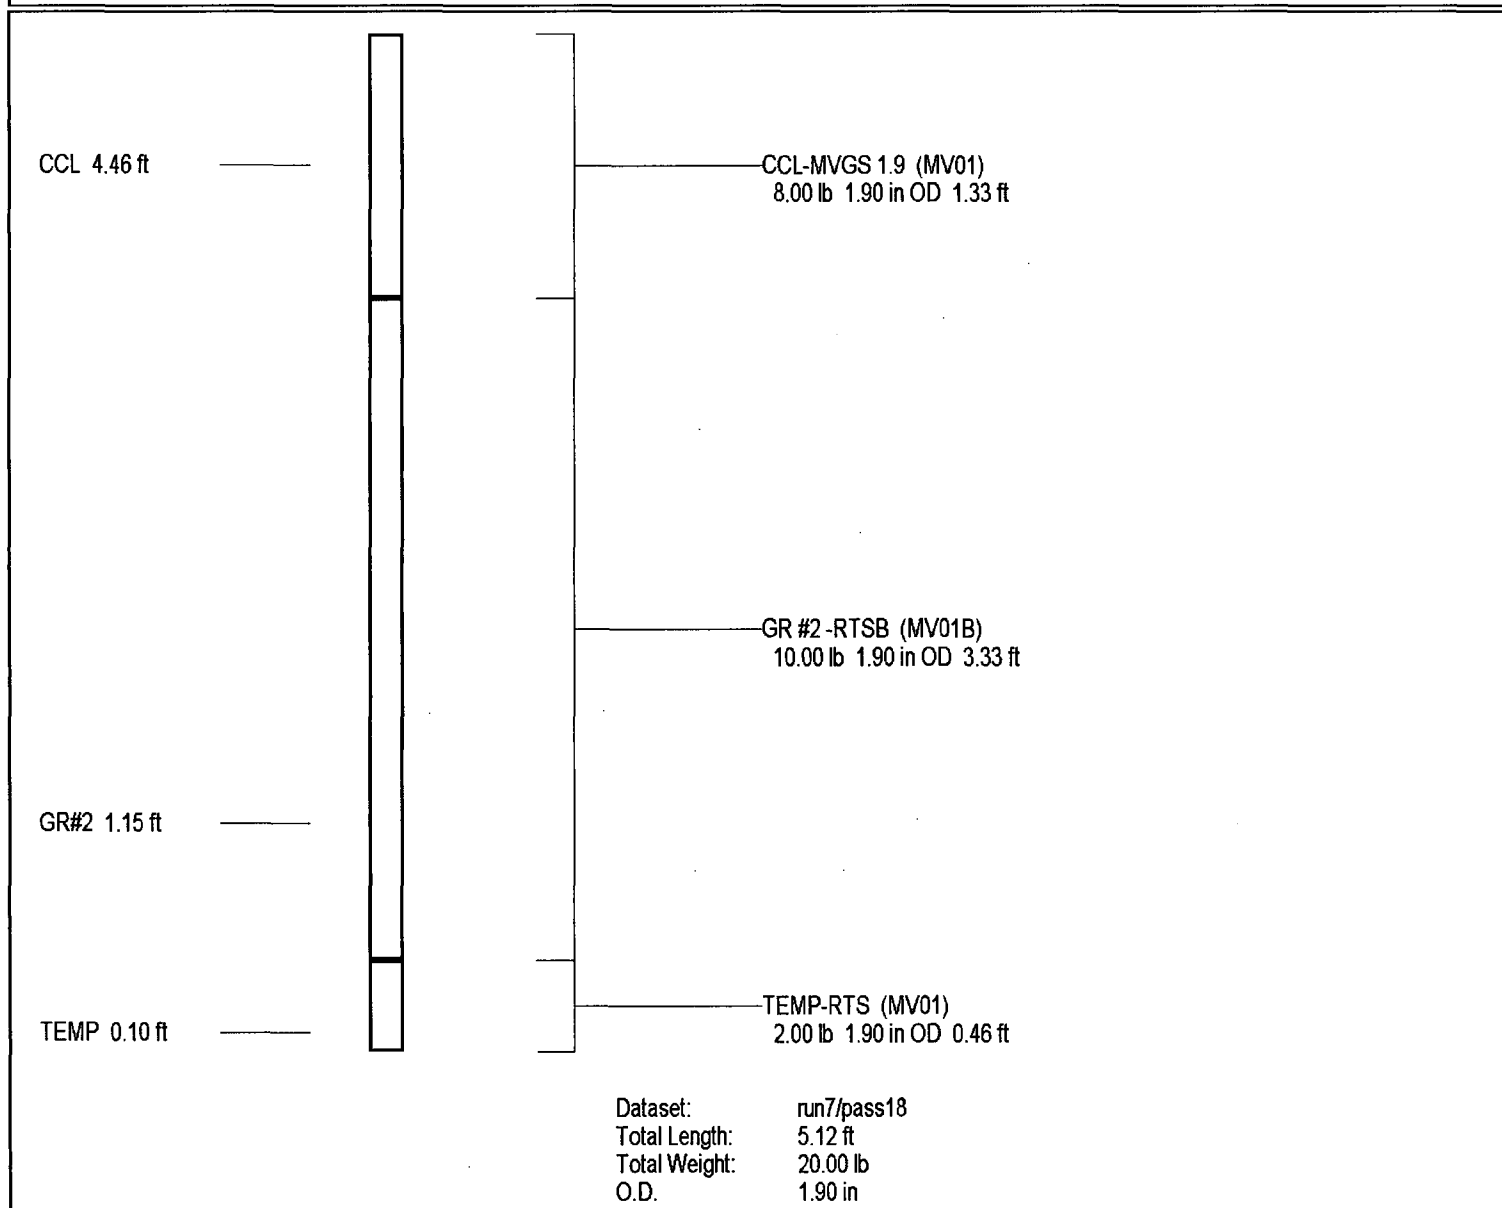 CCL 4.46 ft
CCL-MVGS 1.9 (MV01)
8.00 lb 1.90 in OD 1.33 ft
GR #2 -RTSB (MV01B)
10.00 lb 1.90 in OD 3.33 ft
GR#2 1.15 ft
TEMP-RTS (MV01)
TEMP 0.10 ft
2.00 lb 1.90 in OD 0.46 ft
Dataset: run7/pass18
Total Length: 5.12 ft
Total Weight: 20.00 lb
O.D. 1.90 in